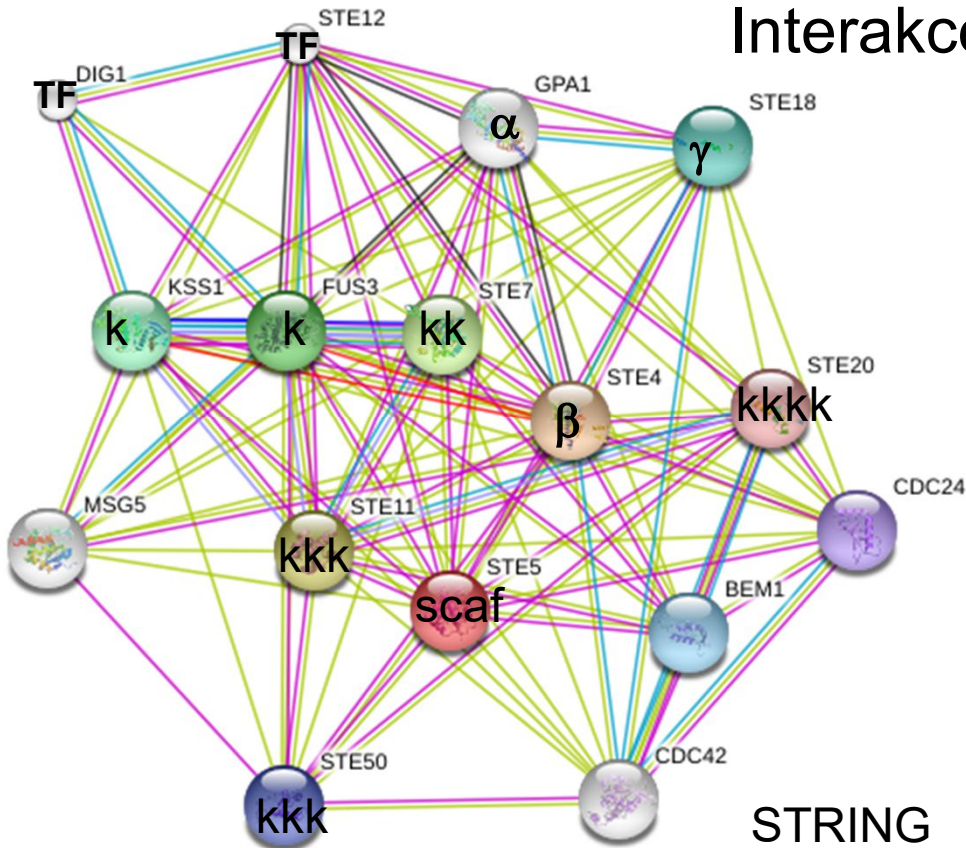 Interakce
STE12
TF
DIG1
TF
GPA1
α
STE18
γ
KSS1
k
FUS3
k
STE7
kk
STE4
β
STE20
kkkk
MSG5
STE11
kkk
STE5
scaf
CDC24
BEM1
STE50
kkk
CDC42
STRING